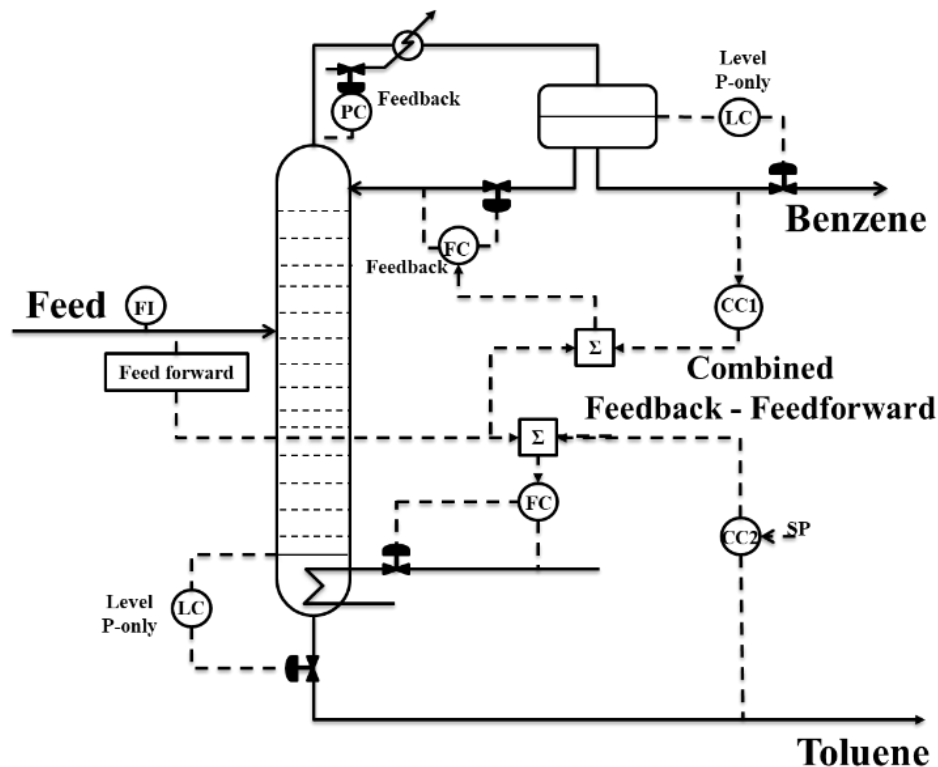 Level
P-only
PC
Feedback
LC
Benzene
FC
Feedback
Feed
FI
CC1
Σ
Feed forward
Combined
Feedback - Feedforward
Σ
FC
SP
CC2
Level
P-only
LC
Toluene